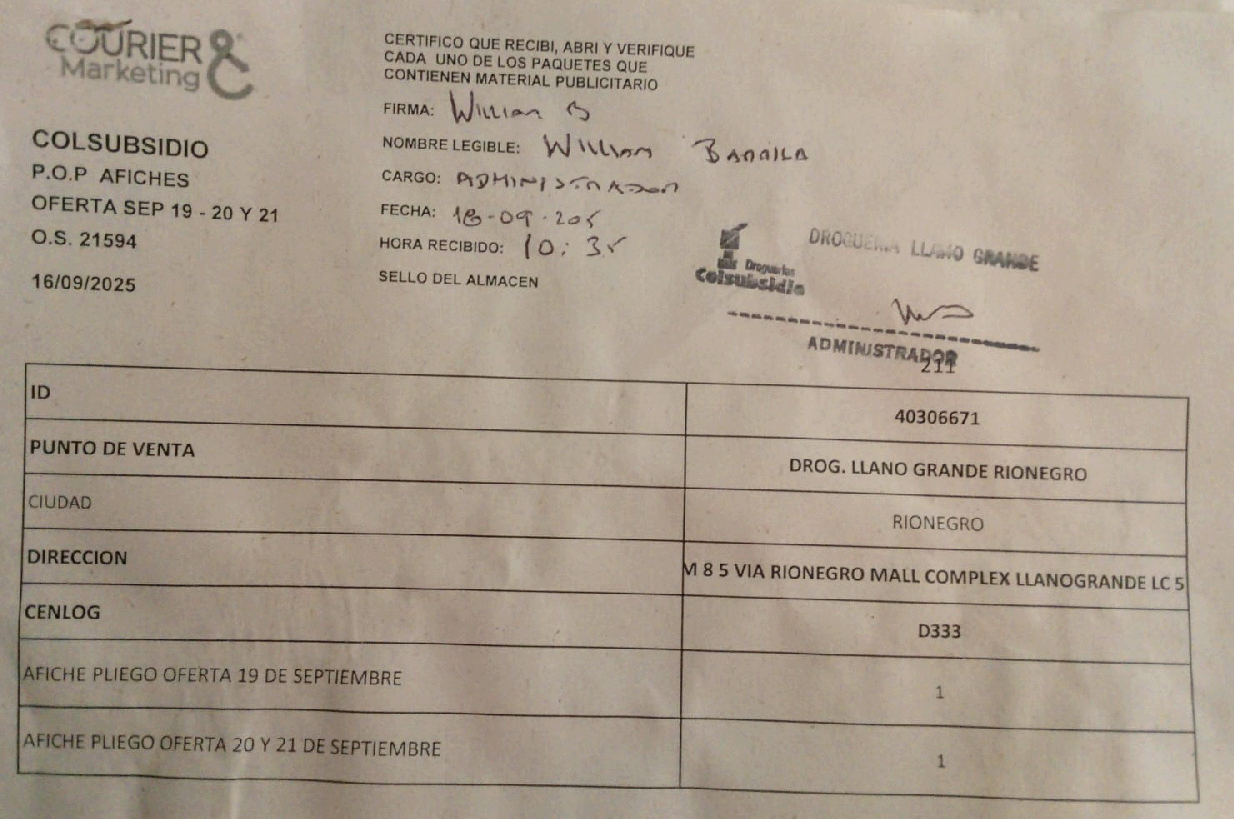 COURIER &
Marketing
COLSUBSIDIO
P.O.P AFICHES
OFERTA SEP 19 - 20 Y 21
O.S. 21594
16/09/2025
CERTIFICO QUE RECIBI, ABRI Y VERIFIQUE
CADA UNO DE LOS PAQUETES QUE
CONTIENEN MATERIAL PUBLICITARIO
FIRMA: William B
NOMBRE LEGIBLE: William
CARGO: ADMINISTRADOR
FECHA: 18-09-205
HORA RECIBIDO: 10:35
SELLO DEL ALMACEN
Droguerías
Colsubsidio
DROGUERIA LLANO GRANDE
ADMINISTRADOR
211
ID 40306671
PUNTO DE VENTA DROG. LLANO GRANDE RIONEGRO
CIUDAD RIONEGRO
DIRECCION M 8 5 VIA RIONEGRO MALL COMPLEX LLANOGRANDE LC 5
CENLOG D333
AFICHE PLIEGO OFERTA 19 DE SEPTIEMBRE 1
AFICHE PLIEGO OFERTA 20 Y 21 DE SEPTIEMBRE 1